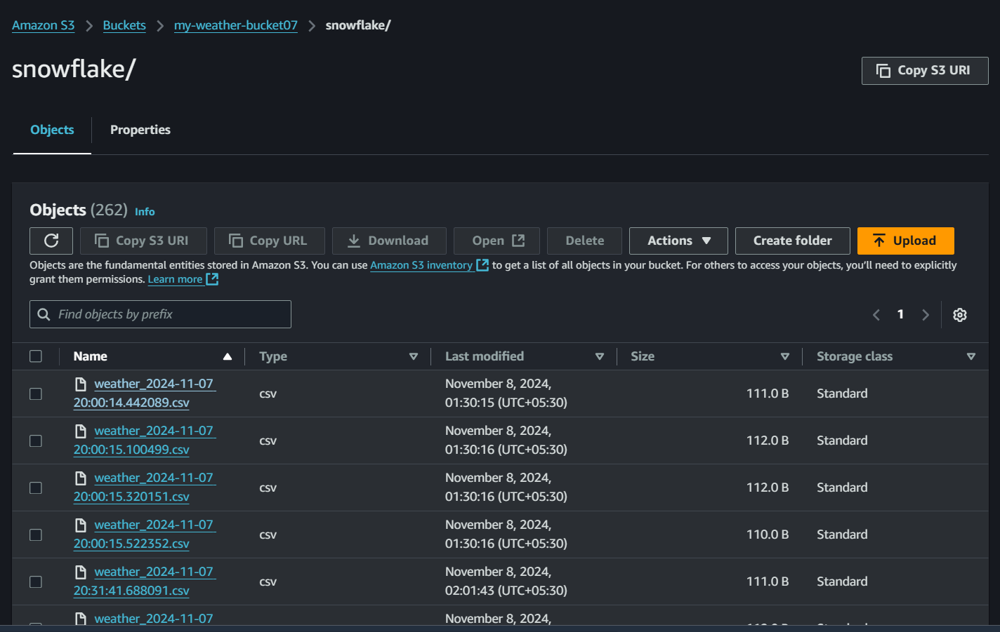 Amazon S3 > Buckets > my-weather-bucket07 > snowflake/
snowflake/
Copy S3 URI
Objects Properties
Objects (262) Info
Copy S3 URI Copy URL Download Open Delete Actions Create folder Upload
Objects are the fundamental entities stored in Amazon S3. You can use Amazon S3 inventory to get a list of all objects in your bucket. For others to access your objects, you'll need to explicitly
grant them permissions. Learn more
Find objects by prefix
1
Name Type Last modified Size Storage class
weather_2024-11-07
20:00:14.442089.csv
csv
November 8, 2024,
01:30:15 (UTC+05:30)
111.0 B
Standard
weather_2024-11-07
20:00:15.100499.csv
csv
November 8, 2024,
01:30:16 (UTC+05:30)
112.0 B
Standard
weather_2024-11-07
20:00:15.320151.csv
csv
November 8, 2024,
01:30:16 (UTC+05:30)
112.0 B
Standard
weather_2024-11-07
20:00:15.522352.csv
csv
November 8, 2024,
01:30:16 (UTC+05:30)
110.0 B
Standard
weather_2024-11-07
20:31:41.688091.csv
csv
November 8, 2024,
02:01:43 (UTC+05:30)
111.0 B
Standard
weather_2024-11-07
November 8, 2024,